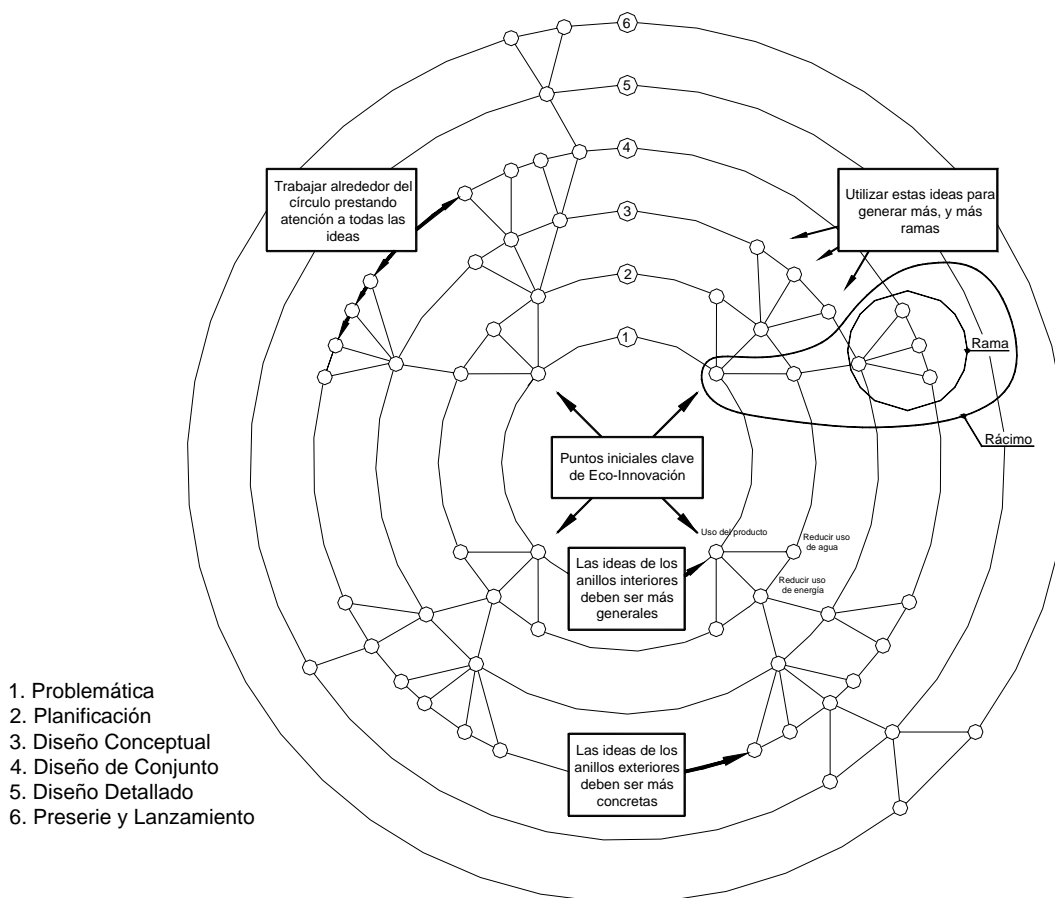 6
5
4
3
2
1
Trabajar alrededor del
círculo prestando
atención a todas las
ideas
Utilizar estas ideas para
generar más, y más
ramas
Rama
Rácimo
Puntos iniciales clave
de Eco-Innovación
Uso del producto
Reducir uso
de agua
Reducir uso
de energía
Las ideas de los
anillos interiores
deben ser más
generales
Las ideas de los
anillos exteriores
deben ser más
concretas
1. Problemática
2. Planificación
3. Diseño Conceptual
4. Diseño de Conjunto
5. Diseño Detallado
6. Preserie y Lanzamiento